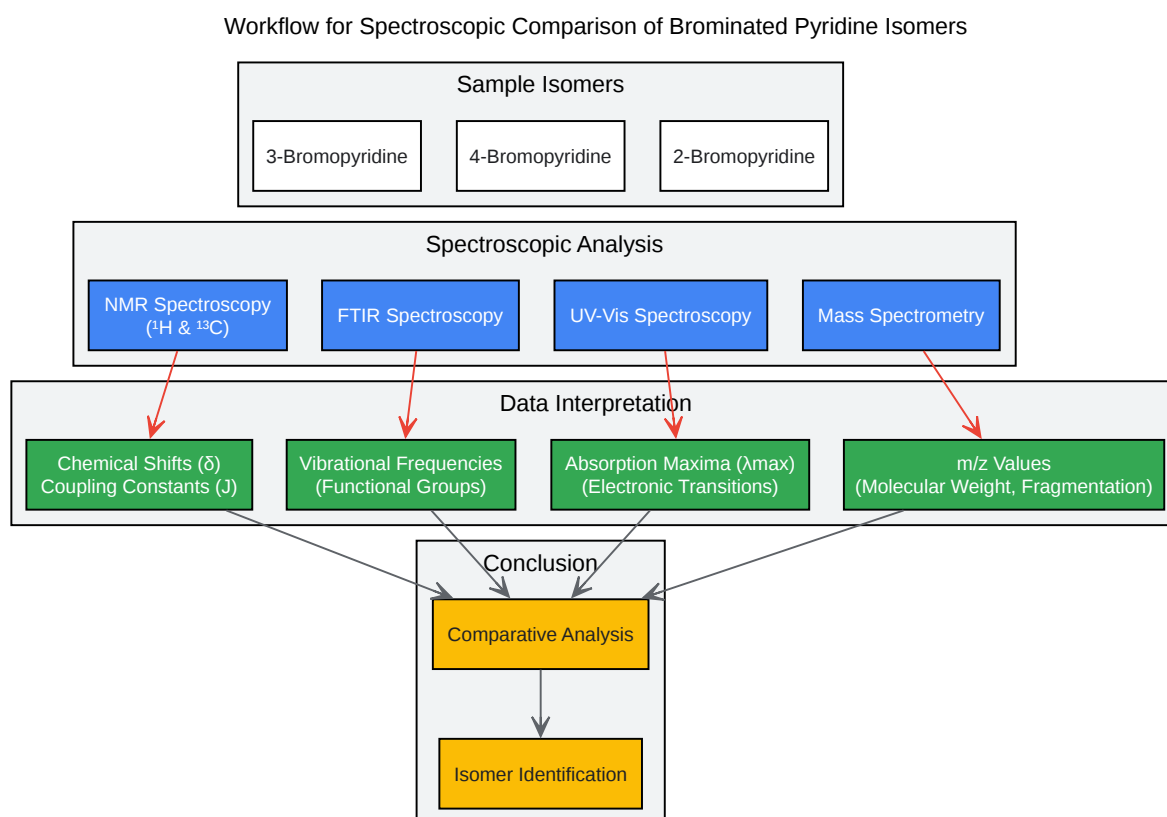 Workflow for Spectroscopic Comparison of Brominated Pyridine Isomers
Sample Isomers
3-Bromopyridine
4-Bromopyridine
2-Bromopyridine
Spectroscopic Analysis
NMR Spectroscopy
(¹H & ¹³C)
FTIR Spectroscopy
UV-Vis Spectroscopy
Mass Spectrometry
Data Interpretation
Chemical Shifts (δ)
Coupling Constants (J)
Vibrational Frequencies
(Functional Groups)
Absorption Maxima (λmax)
(Electronic Transitions)
m/z Values
(Molecular Weight, Fragmentation)
Conclusion
Comparative Analysis
Isomer Identification